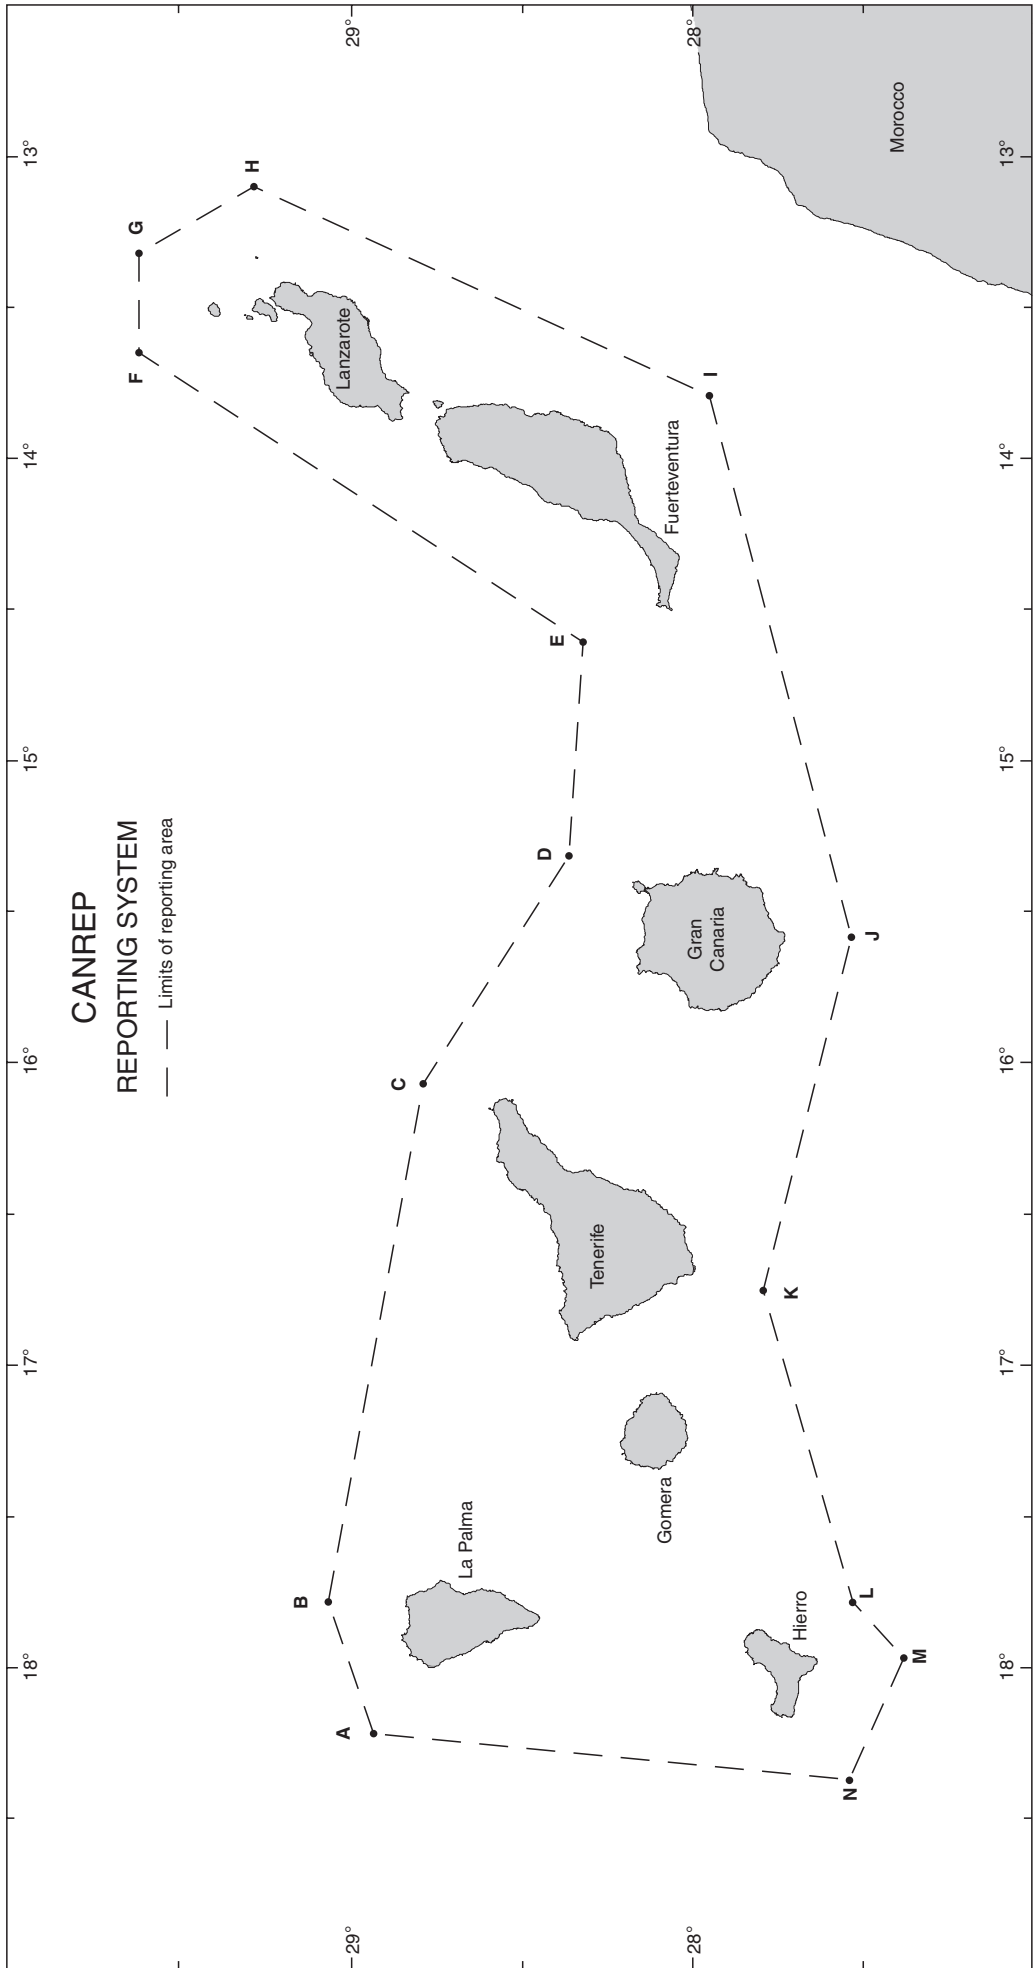 CANREP
REPORTING SYSTEM
Limits of reporting area
18°
17°
16°
15°
14°
13°
29°
29°
28°
28°
18°
17°
16°
15°
14°
13°
A
B
C
D
E
F
G
H
I
J
K
L
M
N
La Palma
Hierro
Gomera
Tenerife
Gran
Canaria
Fuerteventura
Lanzarote
Morocco